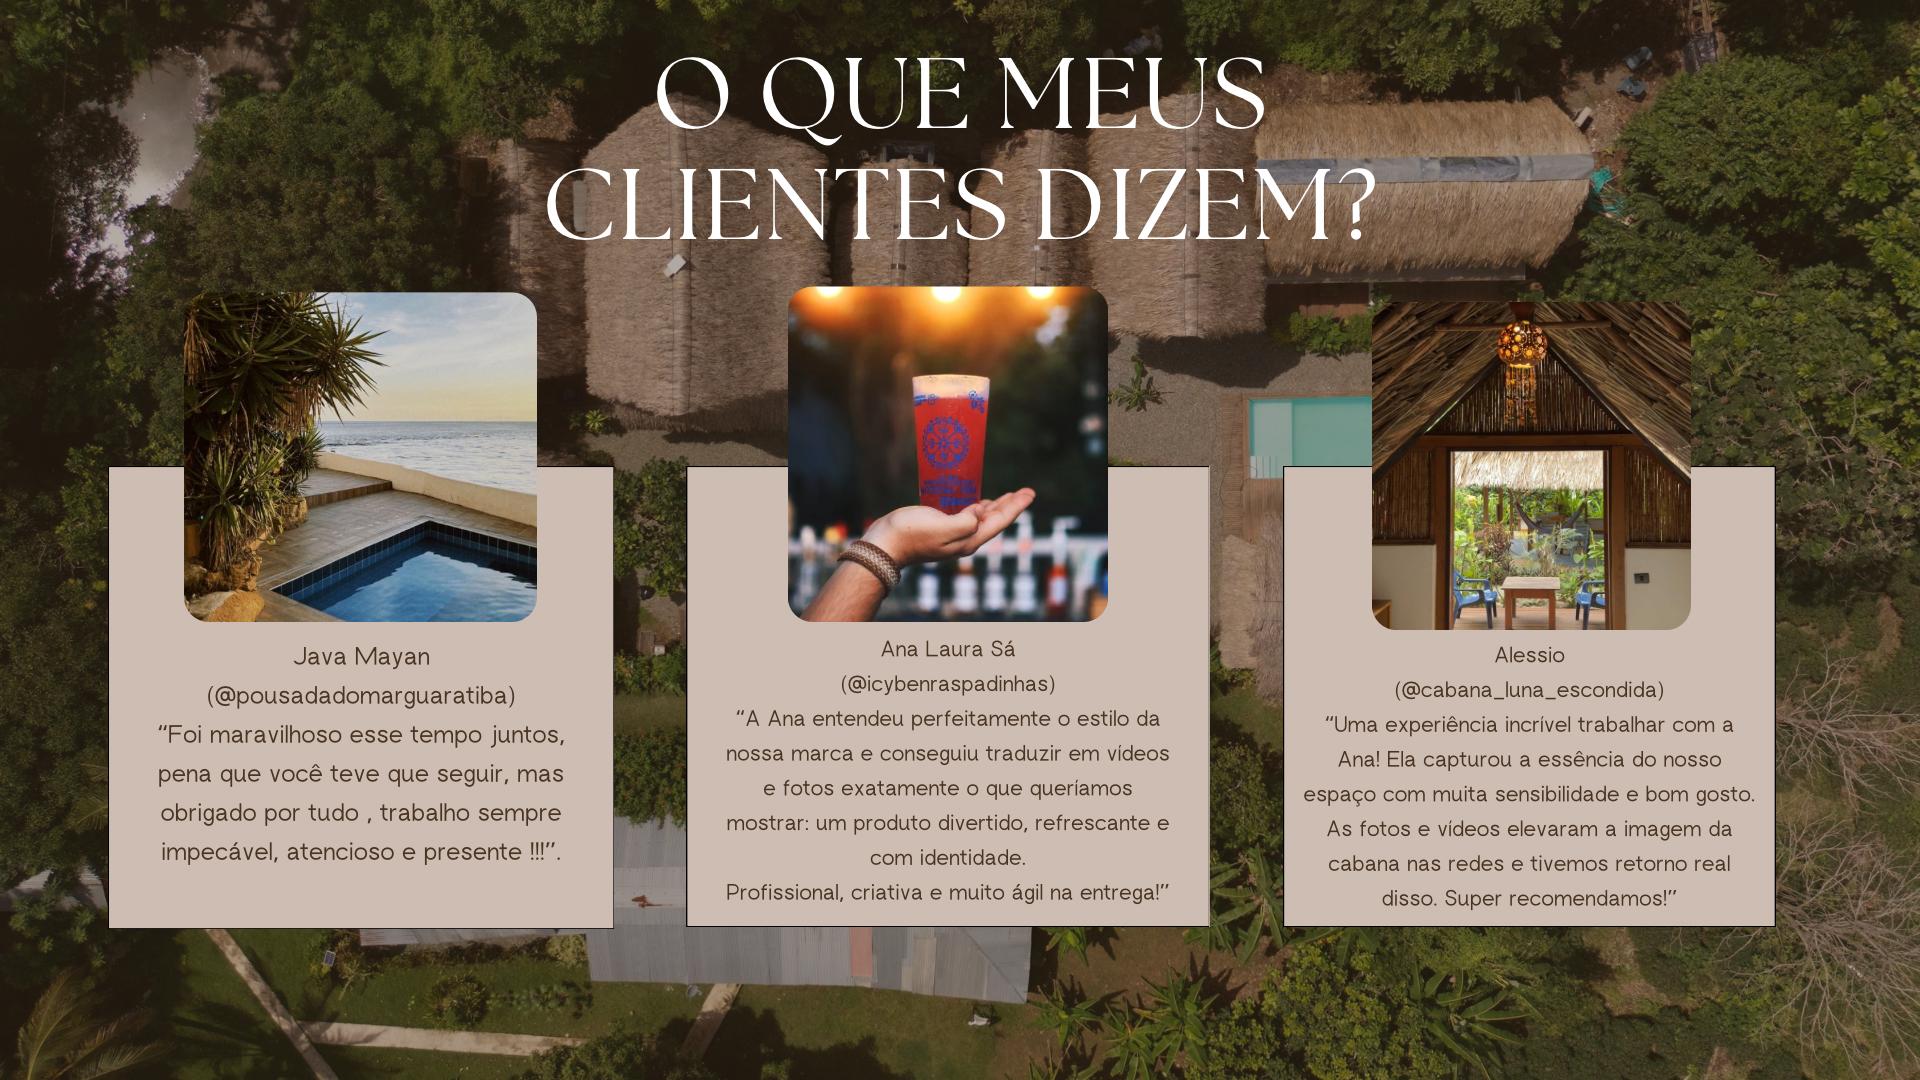 O QUE MEUS
CLIENTES DIZEM?
Java Mayan
(@pousadadomarguaratiba)
“Foi maravilhoso esse tempo juntos,
pena que você teve que seguir, mas
obrigado por tudo , trabalho sempre
impecável, atencioso e presente !!!”.
Ana Laura Sá
(@icybenraspadinhas)
“A Ana entendeu perfeitamente o estilo da
nossa marca e conseguiu traduzir em vídeos
e fotos exatamente o que queríamos
mostrar: um produto divertido, refrescante e
com identidade.
Profissional, criativa e muito ágil na entrega!”
Alessio
(@cabana_luna_escondida)
“Uma experiência incrível trabalhar com a
Ana! Ela capturou a essência do nosso
espaço com muita sensibilidade e bom gosto.
As fotos e vídeos elevaram a imagem da
cabana nas redes e tivemos retorno real
disso. Super recomendamos!”